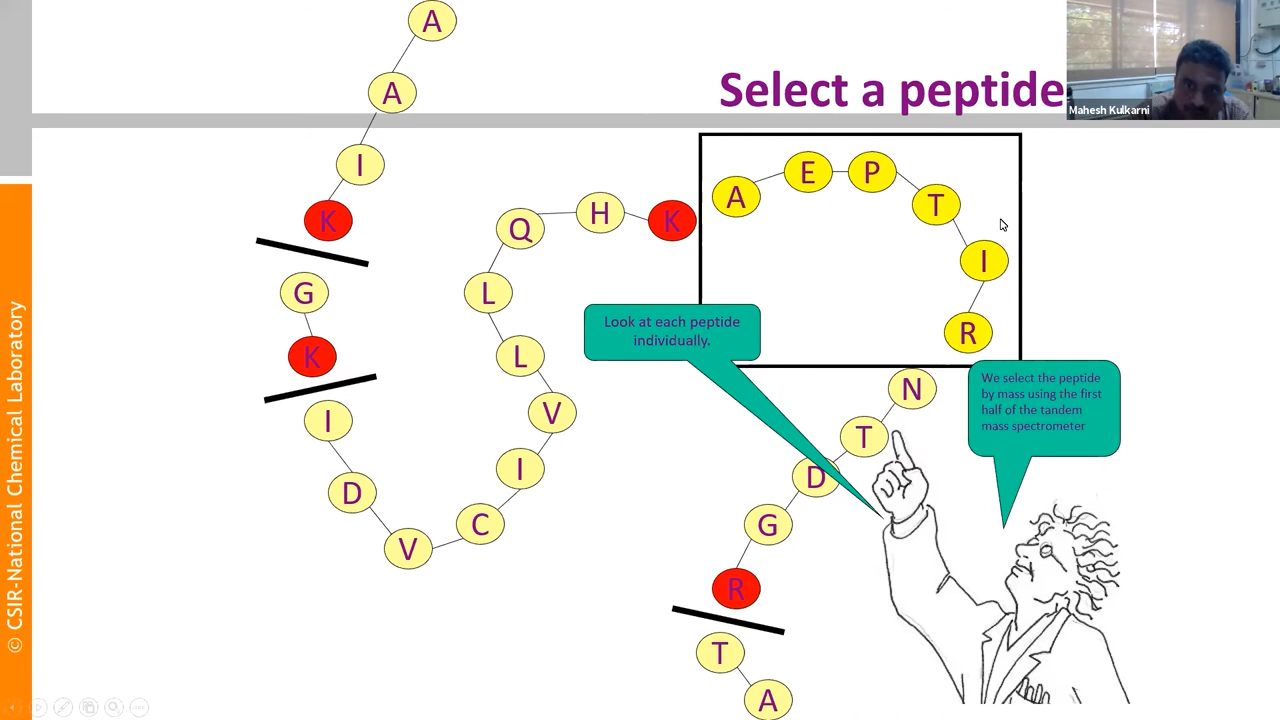 Select a peptide
Mahesh Kulkarni
A
A
I
K
G
K
I
D
V
C
I
V
L
L
Q
H
K
A
E
P
T
I
R
N
T
D
G
R
T
A
Look at each peptide
individually.
We select the peptide
by mass using the first
half of the tandem
mass spectrometer
© CSIR-National Chemical Laboratory